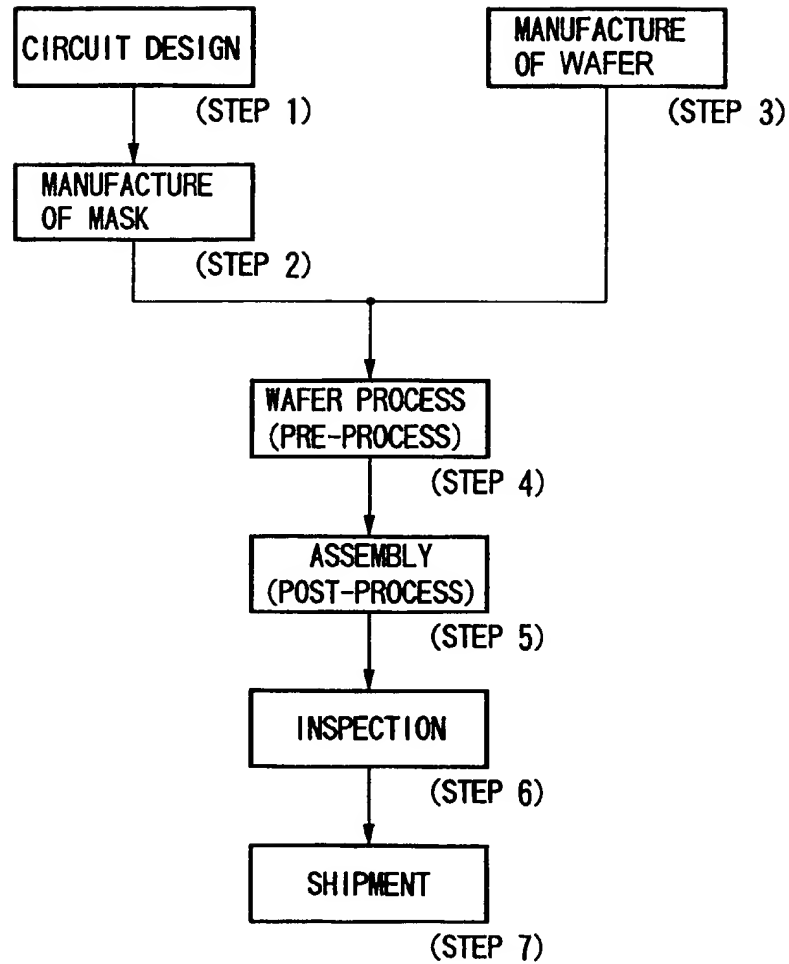 CIRCUIT DESIGN
(STEP 1)
MANUFACTURE
OF MASK
(STEP 2)
MANUFACTURE
OF WAFER
(STEP 3)
WAFER PROCESS
(PRE-PROCESS)
(STEP 4)
ASSEMBLY
(POST-PROCESS)
(STEP 5)
INSPECTION
(STEP 6)
SHIPMENT
(STEP 7)